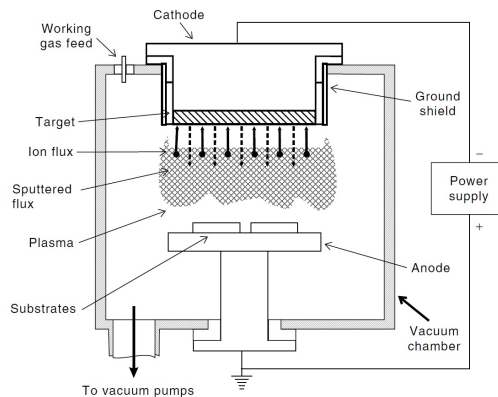 Cathode
Working
gas feed
Ground
shield
Target
Ion flux
Sputtered
flux
Power
supply
−
+
Plasma
Anode
Substrates
Vacuum
chamber
To vacuum pumps